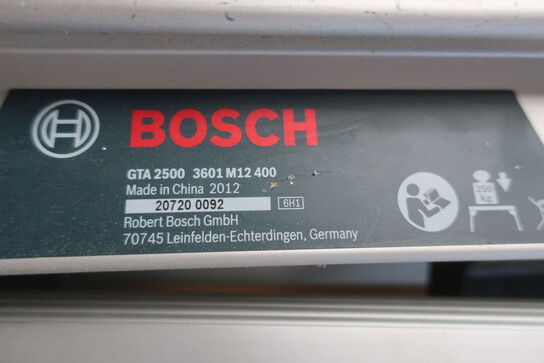 BOSCH
GTA 2500 3601 M12 400
Made in China 2012
20720 0092 6H1
Robert Bosch GmbH
70745 Leinfelden-Echterdingen, Germany
250
kg